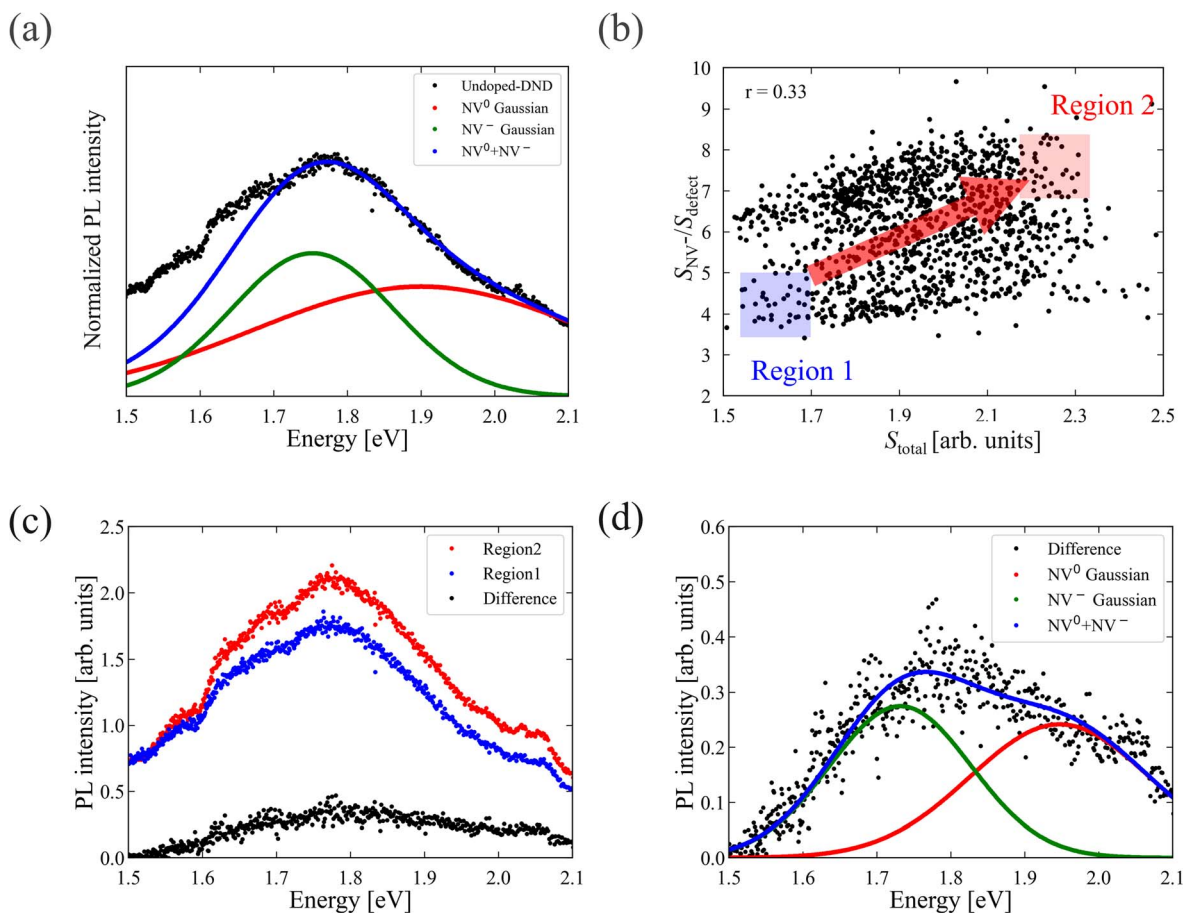 (a)
Normalized PL intensity
Undoped-DND
NV⁰ Gaussian
NV⁻ Gaussian
NV⁰+NV⁻
1.5 1.6 1.7 1.8 1.9 2.0 2.1
Energy [eV]
(b)
S_NV⁻/S_defect
10
9
8
7
6
5
4
3
2
r = 0.33
Region 2
Region 1
1.5 1.7 1.9 2.1 2.3 2.5
S_total [arb. units]
(c)
PL intensity [arb. units]
2.5
2.0
1.5
1.0
0.5
0.0
Region2
Region1
Difference
1.5 1.6 1.7 1.8 1.9 2.0 2.1
Energy [eV]
(d)
PL intensity [arb. units]
0.6
0.5
0.4
0.3
0.2
0.1
0.0
Difference
NV⁰ Gaussian
NV⁻ Gaussian
NV⁰+NV⁻
1.5 1.6 1.7 1.8 1.9 2.0 2.1
Energy [eV]